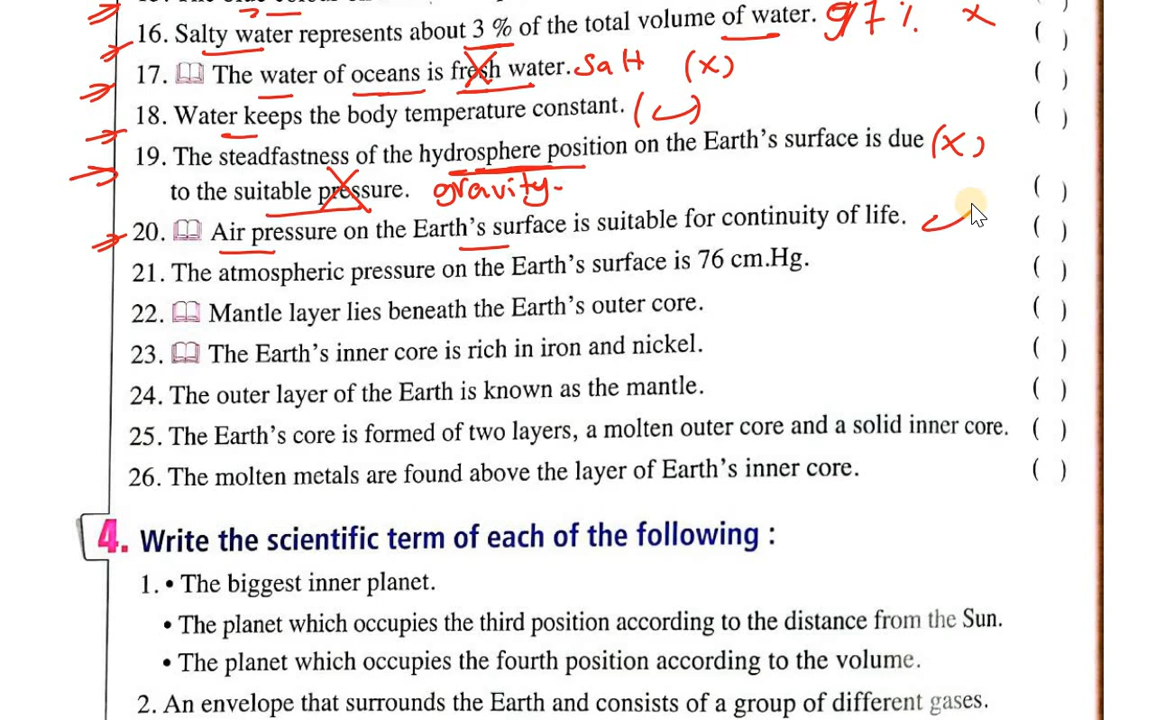 16. Salty water represents about 3 % of the total volume of water. 97 % x ( )
17. The water of oceans is fresh water. Salt (x) ( )
18. Water keeps the body temperature constant. (✓) ( )
19. The steadfastness of the hydrosphere position on the Earth's surface is due (x)
to the suitable pressure. gravity. ( )
20. Air pressure on the Earth's surface is suitable for continuity of life. ✓ ( )
21. The atmospheric pressure on the Earth's surface is 76 cm.Hg. ( )
22. Mantle layer lies beneath the Earth's outer core. ( )
23. The Earth's inner core is rich in iron and nickel. ( )
24. The outer layer of the Earth is known as the mantle. ( )
25. The Earth's core is formed of two layers, a molten outer core and a solid inner core. ( )
26. The molten metals are found above the layer of Earth's inner core. ( )
4. Write the scientific term of each of the following :
1. • The biggest inner planet.
• The planet which occupies the third position according to the distance from the Sun.
• The planet which occupies the fourth position according to the volume.
2. An envelope that surrounds the Earth and consists of a group of different gases.